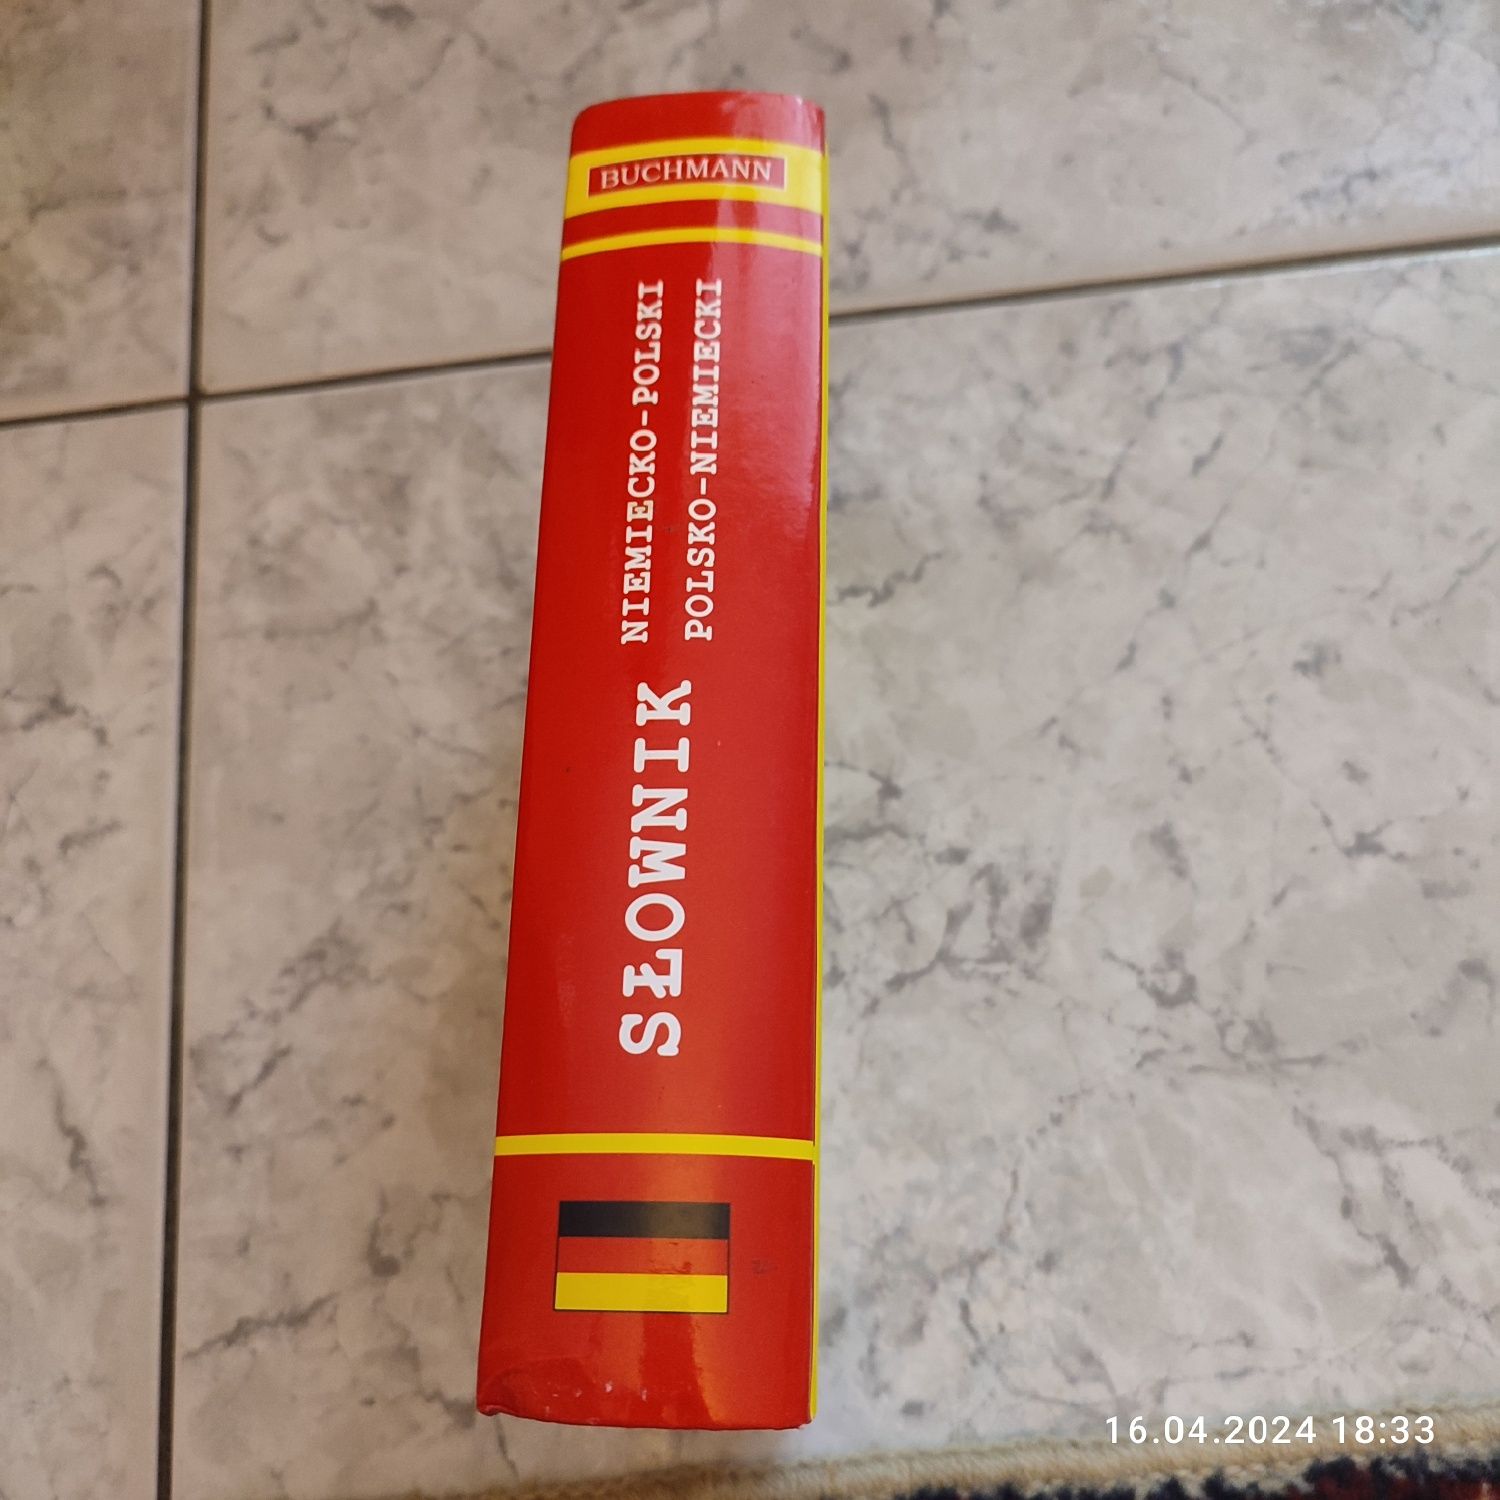 BUCHMANN
SŁOWNIK
NIEMIECKO-POLSKI
POLSKO-NIEMIECKI
16.04.2024 18:33